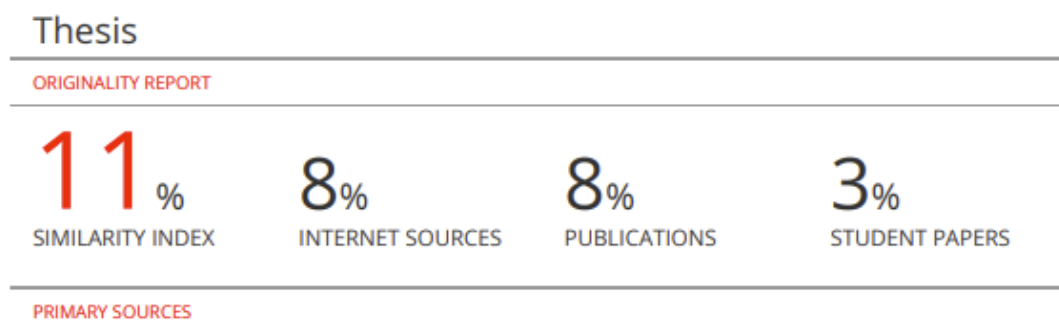 Thesis
ORIGINALITY REPORT
11% 8% 8% 3%
SIMILARITY INDEX INTERNET SOURCES PUBLICATIONS STUDENT PAPERS
PRIMARY SOURCES